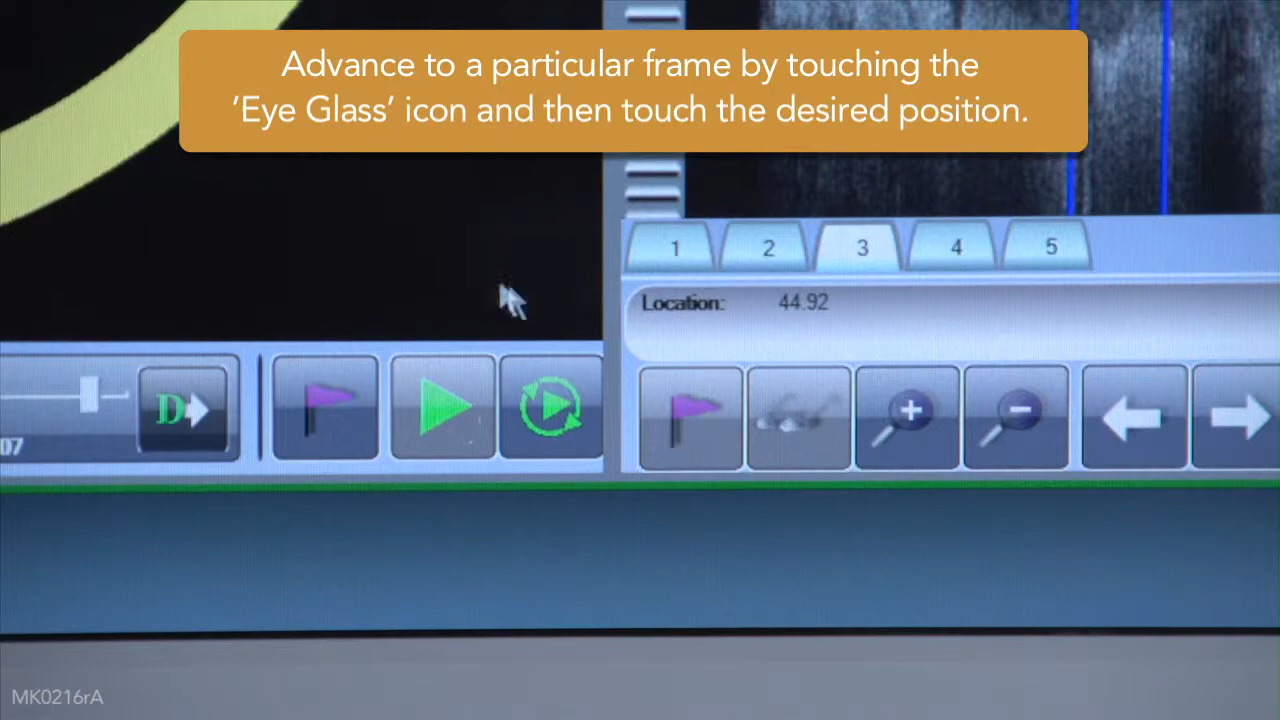 Advance to a particular frame by touching the
'Eye Glass' icon and then touch the desired position.
1 2 3 4 5
Location: 44.92
D
07
MK0216rA